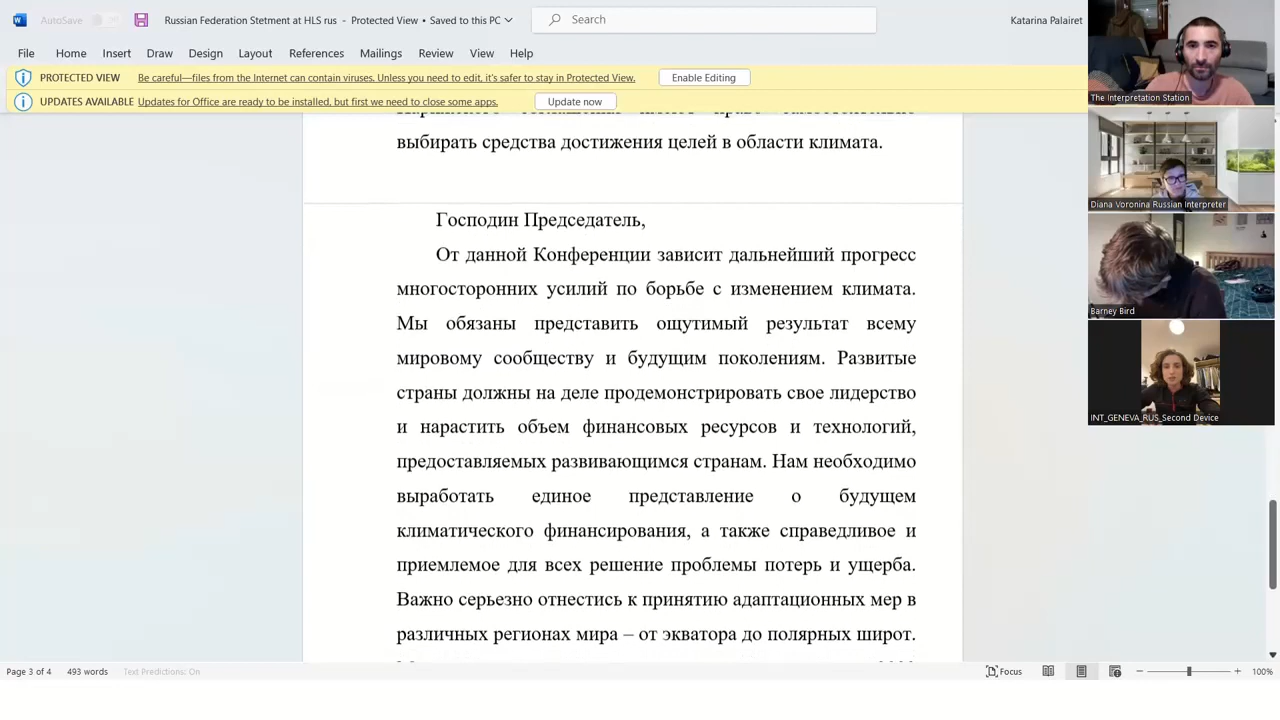 AutoSave
Russian Federation Stetment at HLS rus - Protected View • Saved to this PC
Search
Katarina Palairet
File Home Insert Draw Design Layout References Mailings Review View Help
PROTECTED VIEW Be careful—files from the Internet can contain viruses. Unless you need to edit, it's safer to stay in Protected View. Enable Editing
UPDATES AVAILABLE Updates for Office are ready to be installed, but first we need to close some apps. Update now
выбирать средства достижения целей в области климата.
Господин Председатель,
От данной Конференции зависит дальнейший прогресс
многосторонних усилий по борьбе с изменением климата.
Мы обязаны представить ощутимый результат всему
мировому сообществу и будущим поколениям. Развитые
страны должны на деле продемонстрировать свое лидерство
и нарастить объем финансовых ресурсов и технологий,
предоставляемых развивающимся странам. Нам необходимо
выработать единое представление о будущем
климатического финансирования, а также справедливое и
приемлемое для всех решение проблемы потерь и ущерба.
Важно серьезно отнестись к принятию адаптационных мер в
различных регионах мира – от экватора до полярных широт.
The Interpretation Station
Diana Voronina Russian Interpreter
Barney Bird
INT_GENEVA_RUS_Second Device
Page 3 of 4 493 words Text Predictions: On
Focus
100%